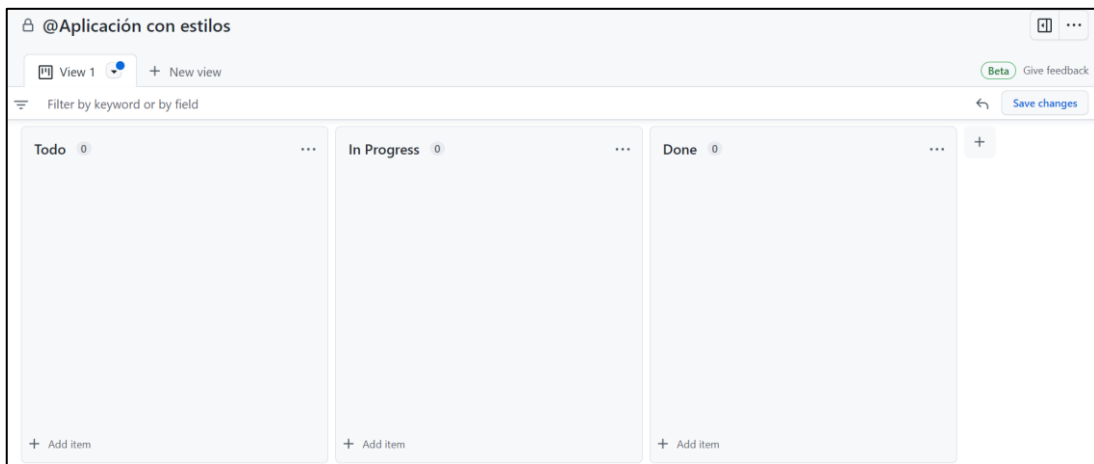 @Aplicación con estilos
View 1 New view Beta Give feedback
Filter by keyword or by field Save changes
Todo 0 In Progress 0 Done 0
Add item Add item Add item